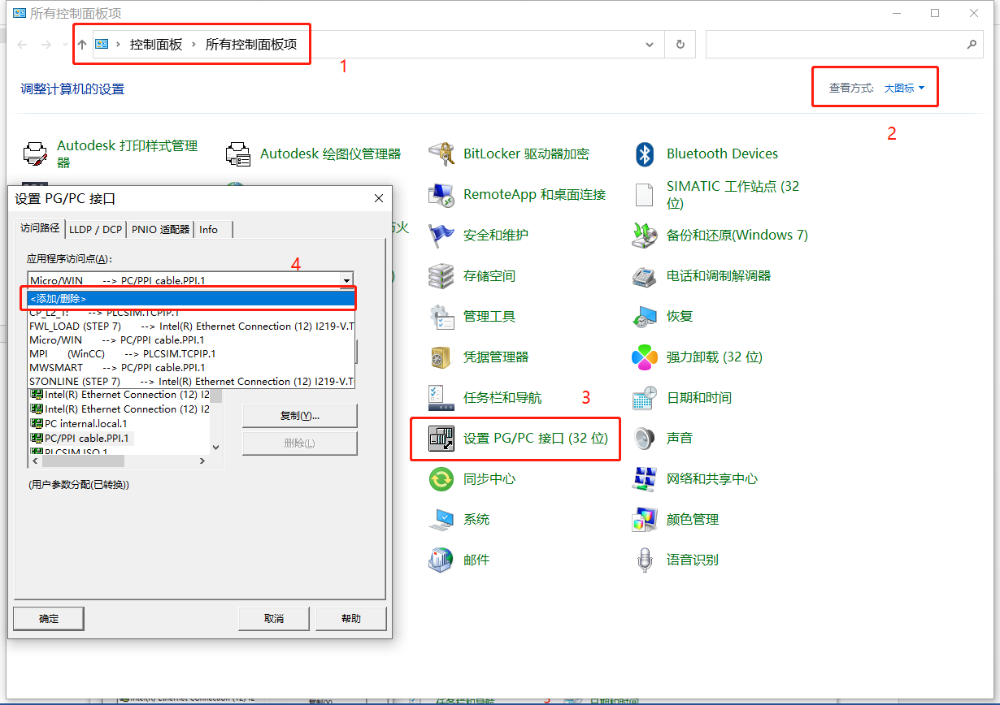 所有控制面板项
控制面板 › 所有控制面板项
1
调整计算机的设置
查看方式: 大图标
2
Autodesk 打印样式管理器
Autodesk 绘图仪管理器
BitLocker 驱动器加密
Bluetooth Devices
RemoteApp 和桌面连接
SIMATIC 工作站点 (32 位)
安全和维护
备份和还原(Windows 7)
存储空间
电话和调制解调器
管理工具
恢复
凭据管理器
强力卸载 (32 位)
任务栏和导航
3
日期和时间
设置 PG/PC 接口 (32 位)
声音
同步中心
网络和共享中心
系统
颜色管理
邮件
语音识别
设置 PG/PC 接口
访问路径
LLDP / DCP
PNIO 适配器
Info
应用程序访问点(A):
4
Micro/WIN --> PC/PPI cable.PPI.1
<添加/删除>
CP_L2_1: --> PLCSIM.TCPIP.1
FWL_LOAD (STEP 7) --> Intel(R) Ethernet Connection (12) I219-V.T
Micro/WIN --> PC/PPI cable.PPI.1
MPI (WinCC) --> PLCSIM.TCPIP.1
MWSMART --> PC/PPI cable.PPI.1
S7ONLINE (STEP 7) --> Intel(R) Ethernet Connection (12) I219-V.T
Intel(R) Ethernet Connection (12) I2
Intel(R) Ethernet Connection (12) I2
PC internal.local.1
PC/PPI cable.PPI.1
PLCSIM.ISO.1
复制(Y)...
删除(L)
(用户参数分配(已转换))
确定
取消
帮助